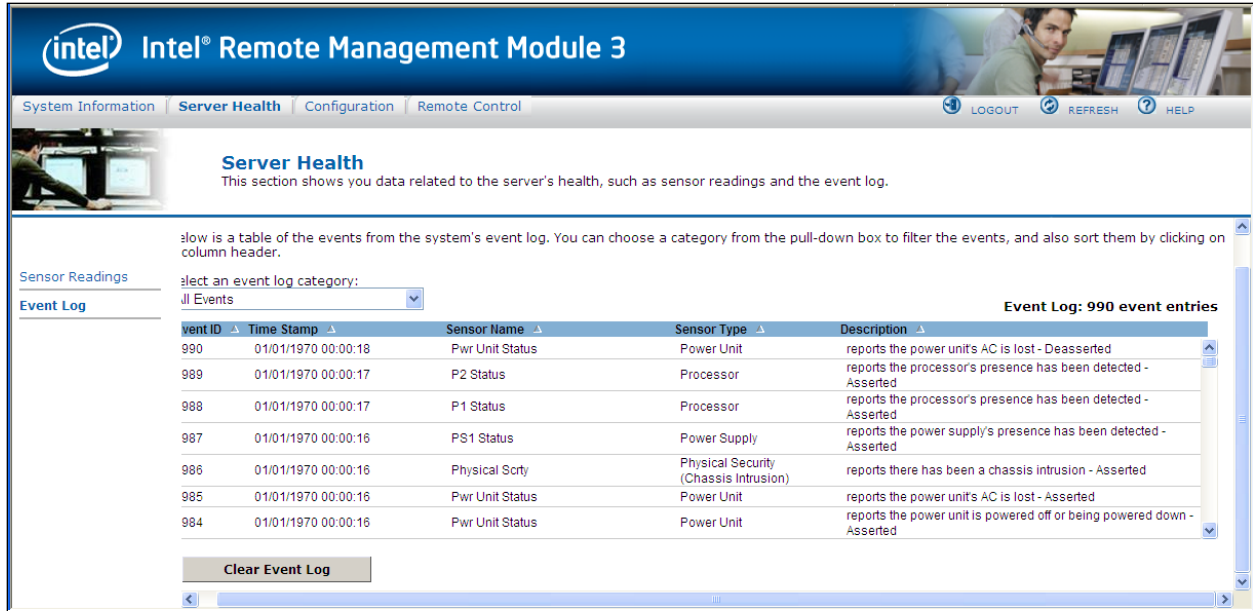 intel Intel® Remote Management Module 3
System Information Server Health Configuration Remote Control LOGOUT REFRESH HELP
Server Health
This section shows you data related to the server's health, such as sensor readings and the event log.
Sensor Readings
Event Log
elow is a table of the events from the system's event log. You can choose a category from the pull-down box to filter the events, and also sort them by clicking on
column header.
elect an event log category:
ll Events
Event Log: 990 event entries
vent ID Time Stamp Sensor Name Sensor Type Description
990 01/01/1970 00:00:18 Pwr Unit Status Power Unit reports the power unit's AC is lost - Deasserted
989 01/01/1970 00:00:17 P2 Status Processor reports the processor's presence has been detected -
Asserted
988 01/01/1970 00:00:17 P1 Status Processor reports the processor's presence has been detected -
Asserted
987 01/01/1970 00:00:16 PS1 Status Power Supply reports the power supply's presence has been detected -
Asserted
986 01/01/1970 00:00:16 Physical Scrty Physical Security
(Chassis Intrusion) reports there has been a chassis intrusion - Asserted
985 01/01/1970 00:00:16 Pwr Unit Status Power Unit reports the power unit's AC is lost - Asserted
984 01/01/1970 00:00:16 Pwr Unit Status Power Unit reports the power unit is powered off or being powered down -
Asserted
Clear Event Log